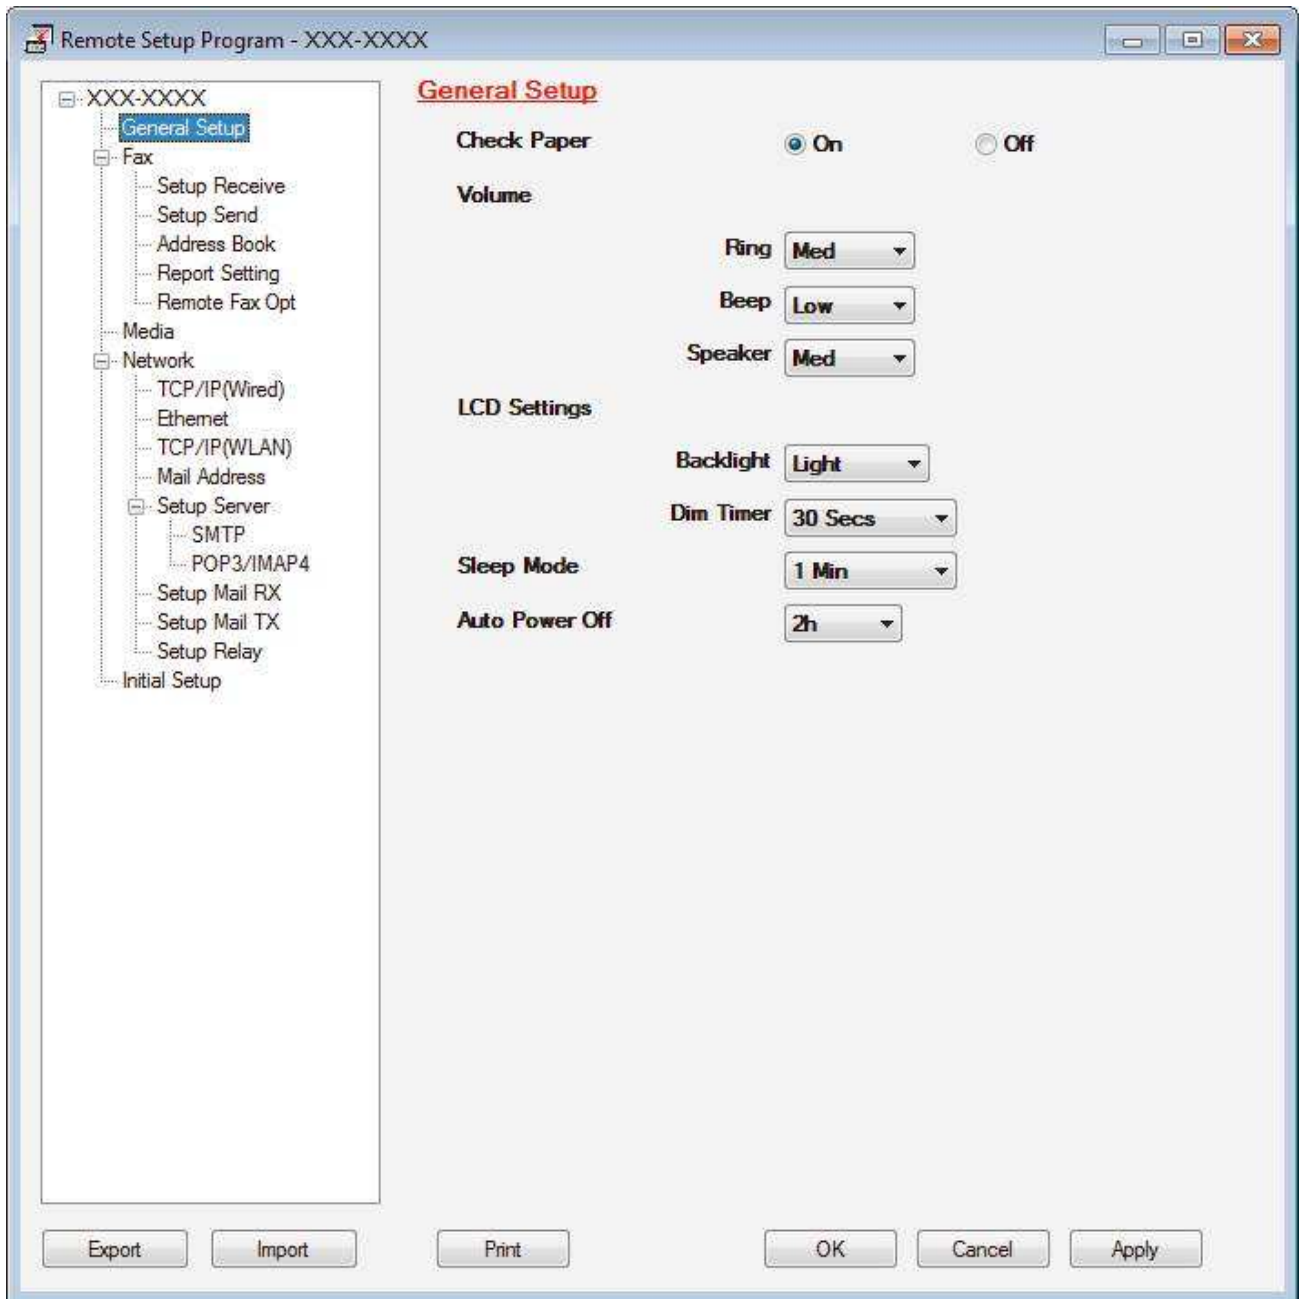 Remote Setup Program - XXX-XXXX
XXX-XXXX
General Setup
Fax
Setup Receive
Setup Send
Address Book
Report Setting
Remote Fax Opt
Media
Network
TCP/IP(Wired)
Ethernet
TCP/IP(WLAN)
Mail Address
Setup Server
SMTP
POP3/IMAP4
Setup Mail RX
Setup Mail TX
Setup Relay
Initial Setup
General Setup
Check Paper On Off
Volume
Ring Med
Beep Low
Speaker Med
LCD Settings
Backlight Light
Dim Timer 30 Secs
Sleep Mode 1 Min
Auto Power Off 2h
Export Import Print OK Cancel Apply